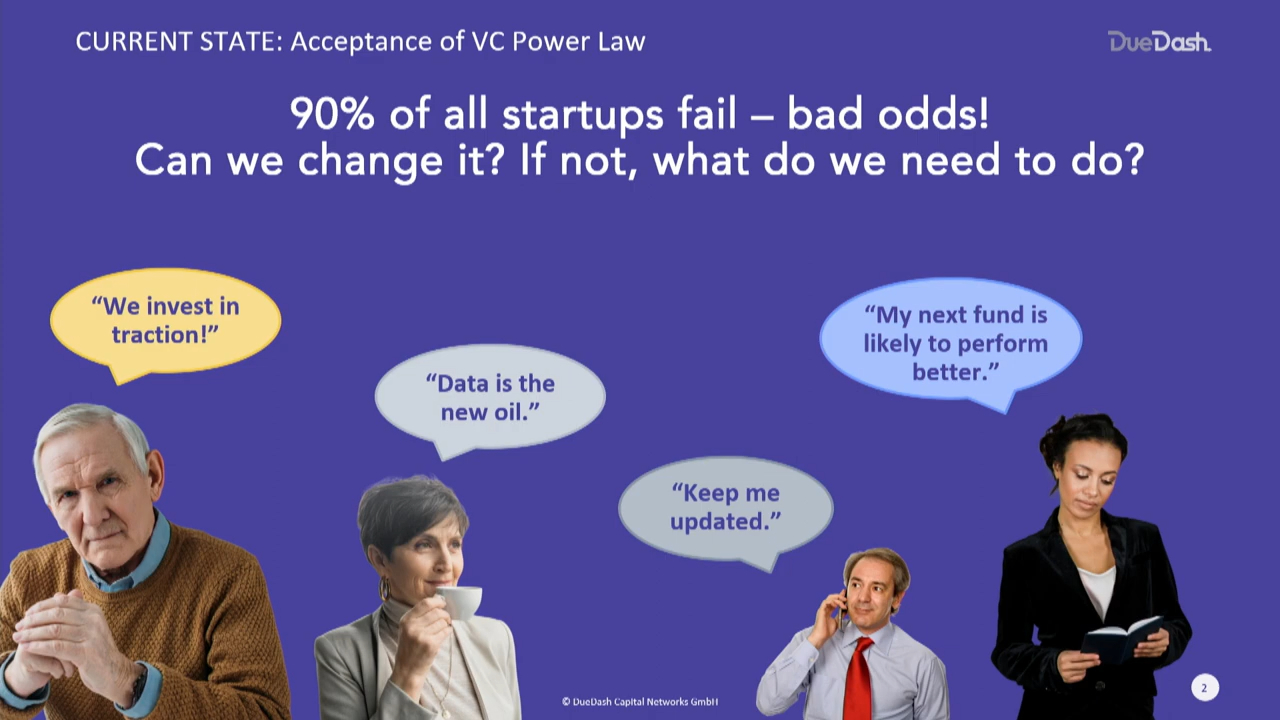 CURRENT STATE: Acceptance of VC Power Law
DueDash
90% of all startups fail – bad odds!
Can we change it? If not, what do we need to do?
“We invest in
traction!”
“Data is the
new oil.”
“Keep me
updated.”
“My next fund is
likely to perform
better.”
© DueDash Capital Networks GmbH
2